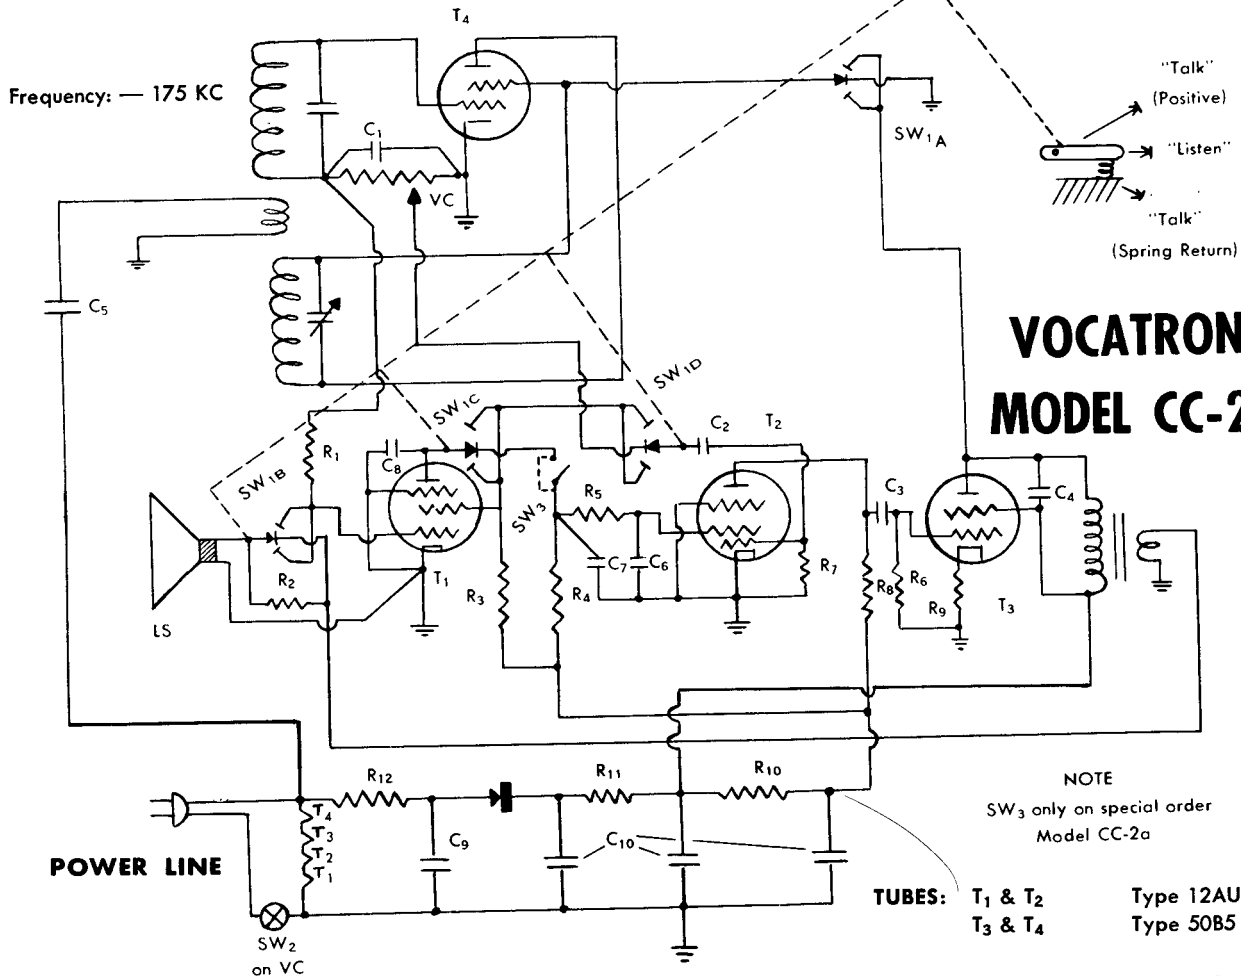 T4
Frequency: — 175 KC
C1
VC
SW1A
"Talk"
(Positive)
"Listen"
"Talk"
(Spring Return)
C5
VOCATRON
MODEL CC-2
SW1C
SW1D
SW1B
R1
C8
C2
T2
SW3
R5
C3
C4
R2
T1
R3
R4
C7
C6
R7
R8
R6
R9
T3
LS
R12
R11
R10
C9
C10
T4
T3
T2
T1
POWER LINE
SW2
on VC
NOTE
SW3 only on special order
Model CC-2a
TUBES: T1 & T2 Type 12AU
T3 & T4 Type 50B5